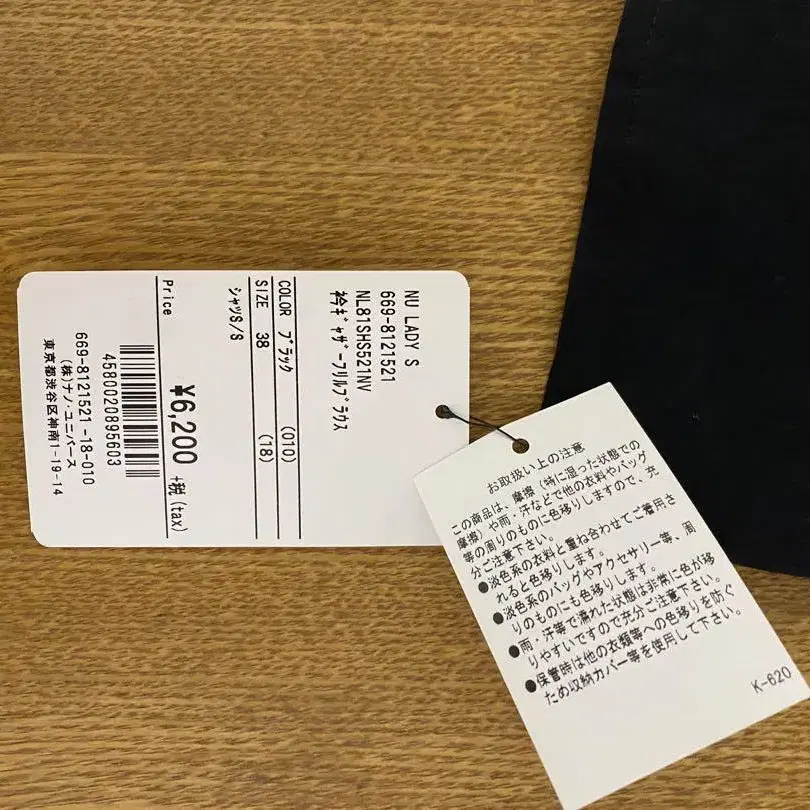 NU LADY S
669-8121521
NL81SHS521NV
衿ｷﾞｬｻﾞｰﾌﾘﾙﾌﾞﾗｳｽ
COLOR ﾌﾞﾗｯｸ (010)
SIZE 38 (18)
ｼｬﾂS/S
Price
¥6,200 +税(tax)
4580020895603
669-8121521-18-010
(株)ナノ・ユニバース
東京都渋谷区神南1-19-14
お取扱い上の注意
この商品は、摩擦（特に湿った状態での
摩擦）や雨・汗などで他の衣料やバッグ
等の周りのものに色移りしますので、充
分ご注意下さい。
●淡色系の衣料と重ね合わせてご着用さ
れると色移りします。
●淡色系のバッグやアクセサリー等、周
りのものにも色移りします。
●雨・汗等で濡れた状態は非常に色が移
りやすいですので充分ご注意下さい。
●保管時は他の衣類等への色移りを防ぐ
ため収納カバー等を使用して下さい。
K-620